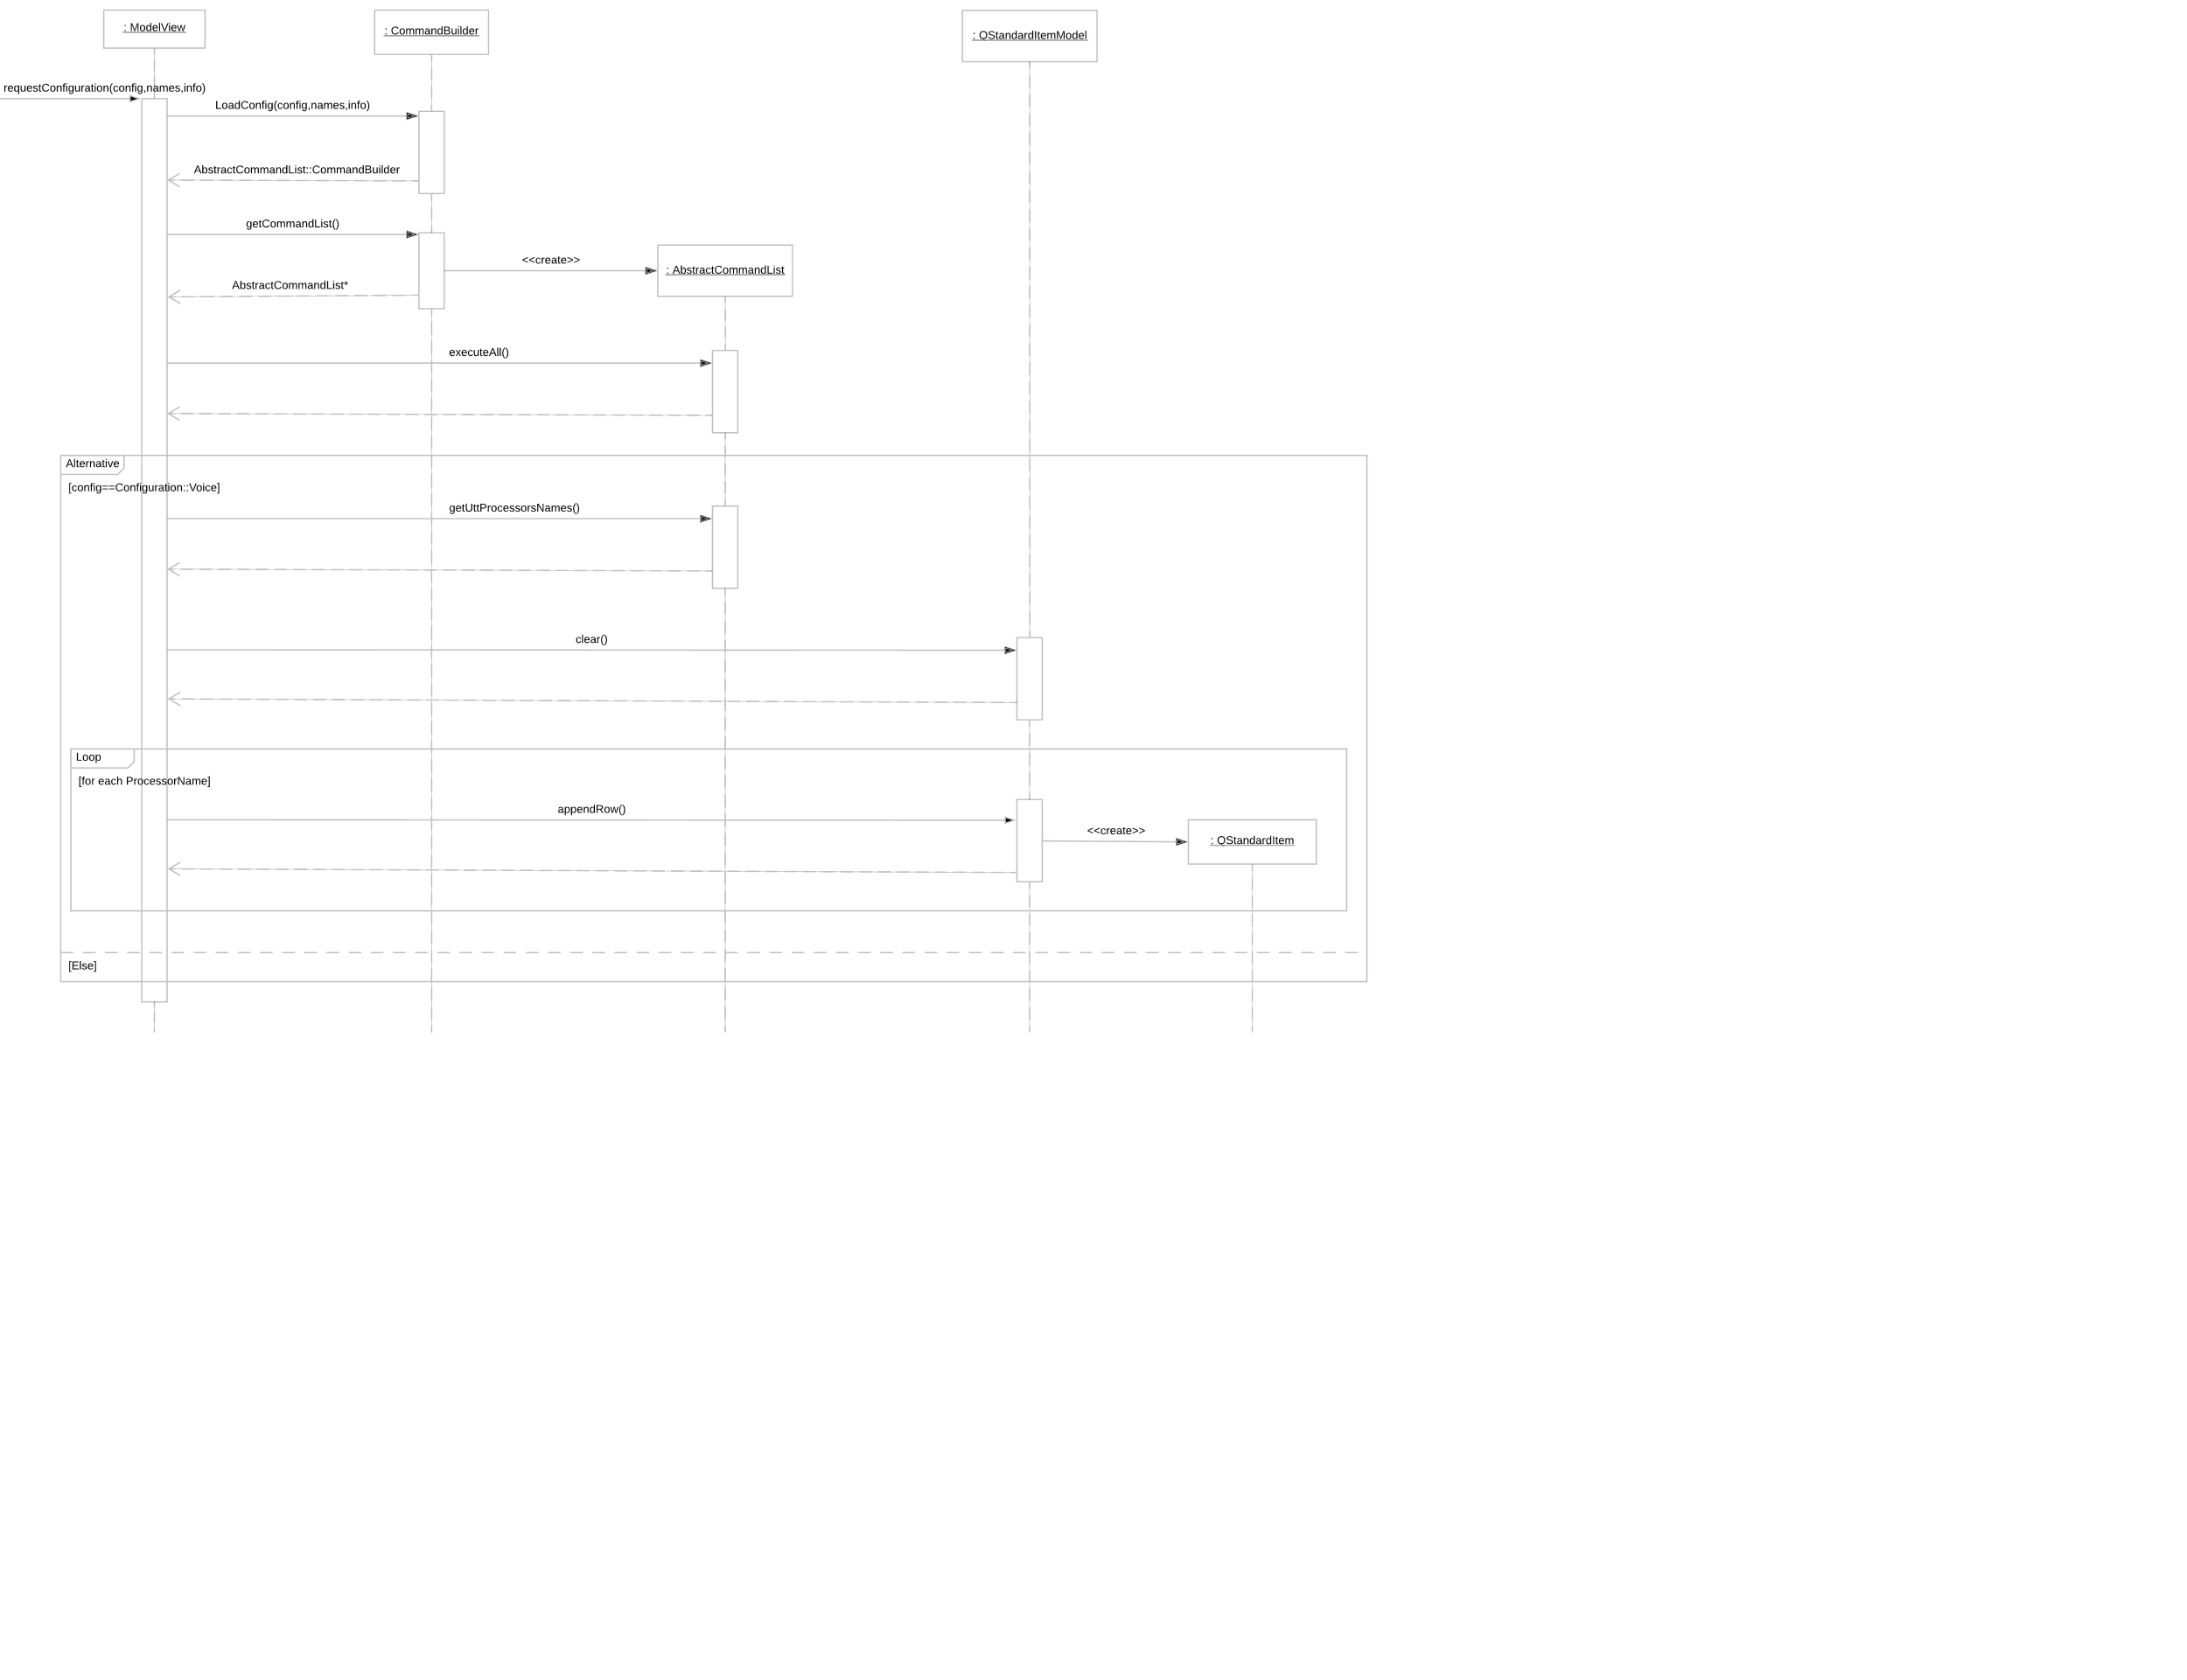 : ModelView
: CommandBuilder
: QStandardItemModel
requestConfiguration(config,names,info)
LoadConfig(config,names,info)
AbstractCommandList::CommandBuilder
getCommandList()
<<create>>
: AbstractCommandList
AbstractCommandList*
executeAll()
Alternative
[config==Configuration::Voice]
getUttProcessorsNames()
clear()
Loop
[for each ProcessorName]
appendRow()
<<create>>
: QStandardItem
[Else]